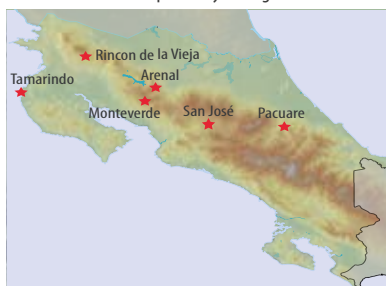 Rincon de la Vieja
Tamarindo
Arenal
Monteverde
San José
Pacuare